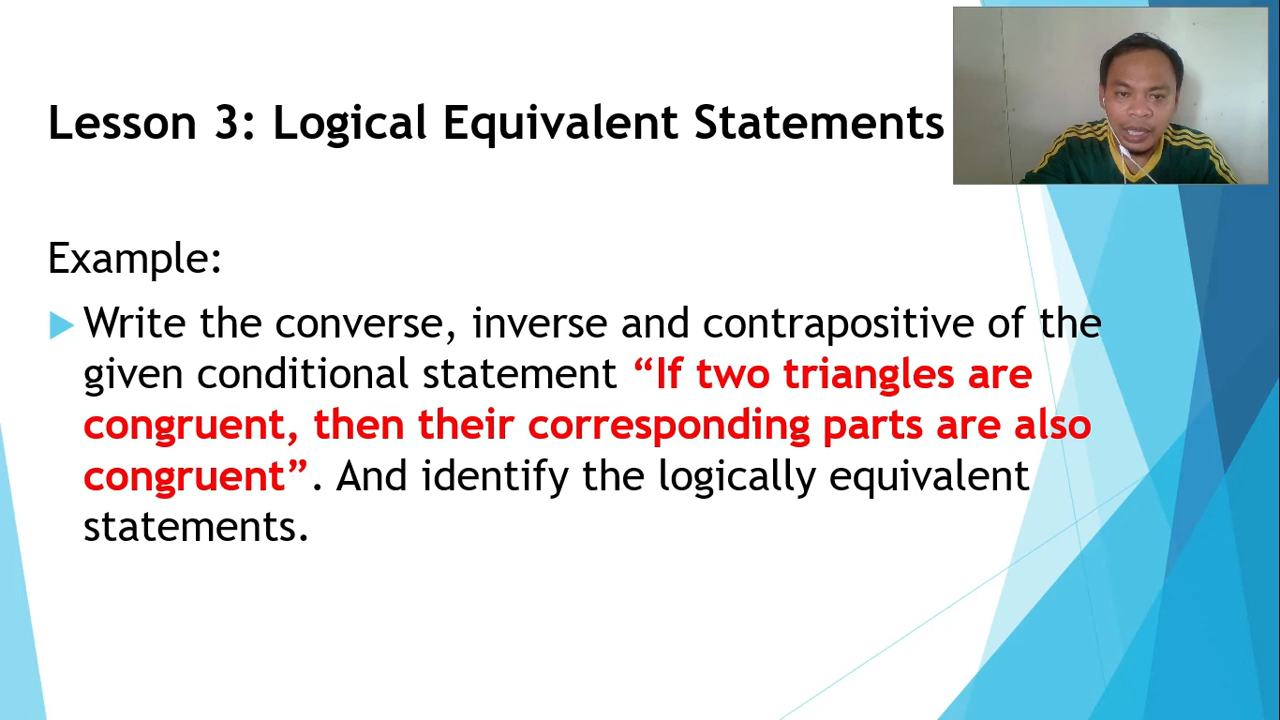 Lesson 3: Logical Equivalent Statements
Example:
Write the converse, inverse and contrapositive of the
given conditional statement “If two triangles are
congruent, then their corresponding parts are also
congruent”. And identify the logically equivalent
statements.